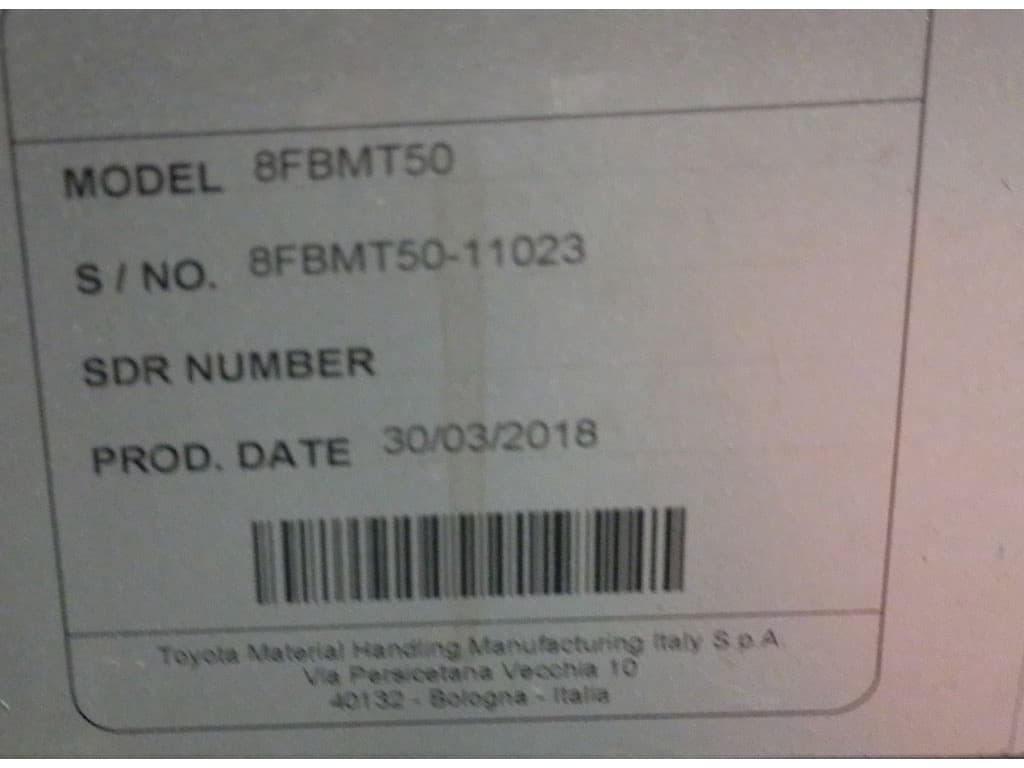 MODEL 8FBMT50
S / NO. 8FBMT50-11023
SDR NUMBER
PROD. DATE 30/03/2018
Toyota Material Handling Manufacturing Italy S.p.A.
Via Persicetana Vecchia 10
40132 - Bologna - Italia